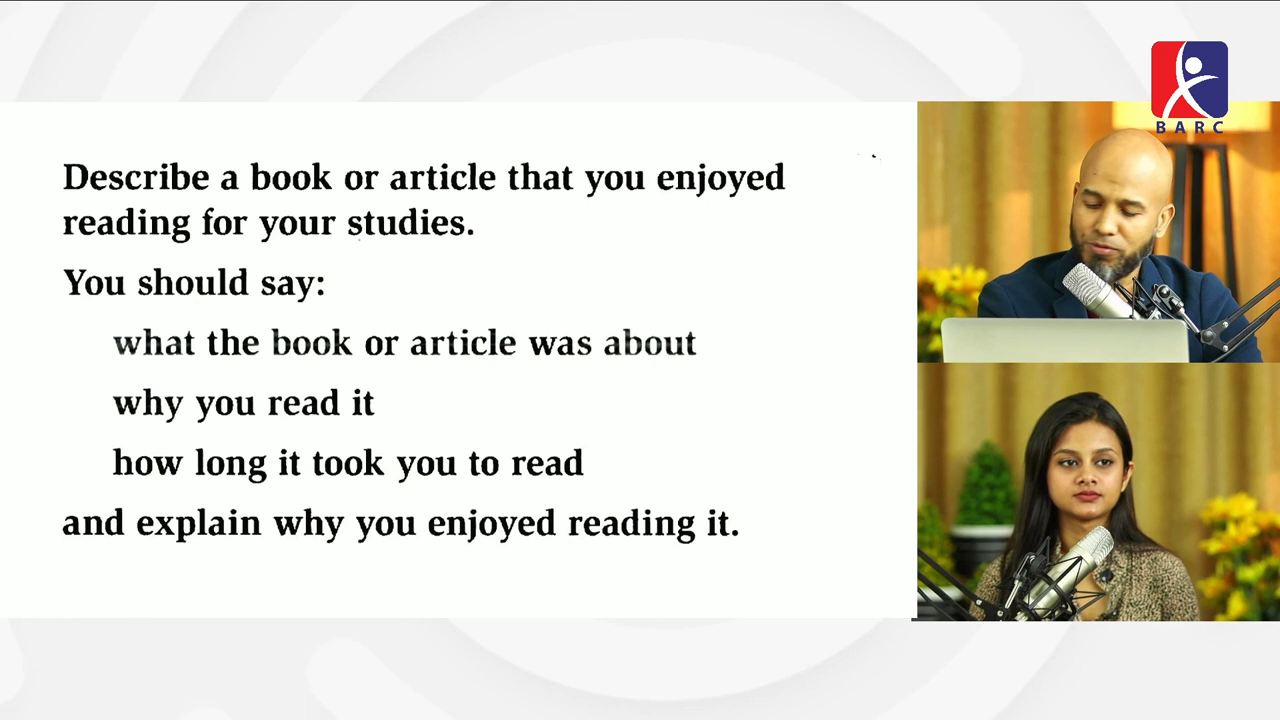 BARC
Describe a book or article that you enjoyed
reading for your studies.
You should say:
what the book or article was about
why you read it
how long it took you to read
and explain why you enjoyed reading it.